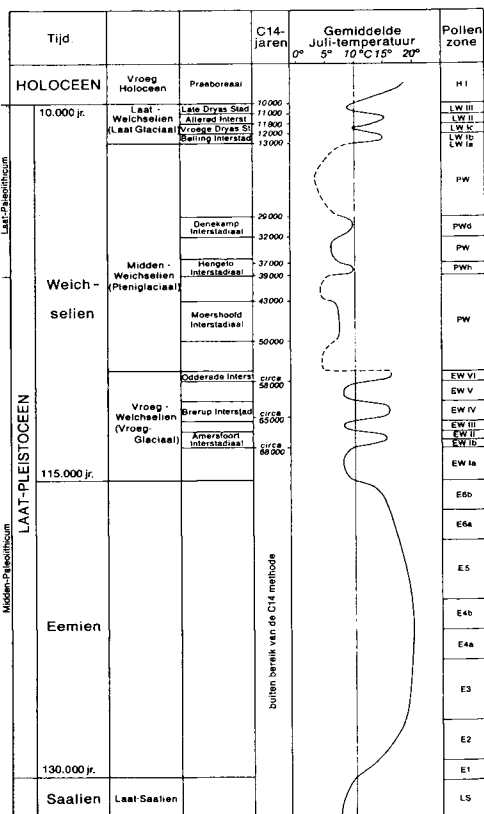 Tijd
C14-
jaren
Gemiddelde
Juli-temperatuur
0° 5° 10°C 15° 20°
Pollen
zone
HOLOCEEN
Vroeg
Holoceen
Praeboreaal
H I
10.000 jr.
Laat -
Weichselien
(Laat Glaciaal)
Late Dryas Stad
Allerød Interst
Vroege Dryas St
Bølling Interstad
10000
11000
11800
12000
13000
LW III
LW II
LW Ic
LW Ib
LW Ia
Laat-Paleolithicum
PW
29000
Denekamp
Interstadiaal
32000
PWd
PW
Weich -
selien
Midden-
Weichselien
(Pleniglaciaal)
37000
Hengelo
Interstadiaal
39000
PWh
43000
Moershoofd
Interstadiaal
50000
PW
LAAT-PLEISTOCEEN
Midden-Paleolithicum
Vroeg -
Weichselien
(Vroeg-
Glaciaal)
Odderade Interst
circa
58000
EW VI
EW V
Brørup Interstad
circa
65000
EW IV
EW III
Amersfoort
Interstadiaal
circa
68000
EW II
EW Ib
EW Ia
115.000 jr.
E6b
E6a
E5
buiten bereik van de C14 methode
Eemien
E4b
E4a
E3
E2
130.000 jr.
E1
Saalien
Laat-Saalien
LS